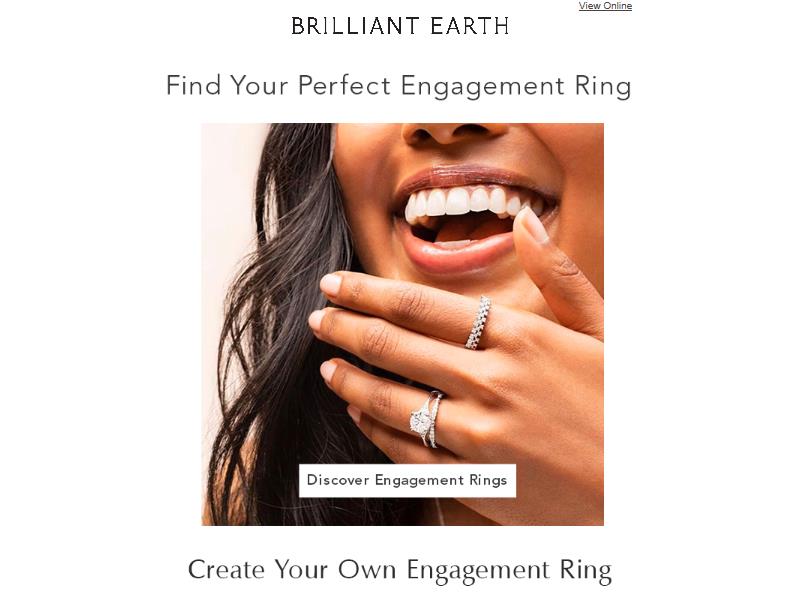 View Online
BRILLIANT EARTH
Find Your Perfect Engagement Ring
Discover Engagement Rings
Create Your Own Engagement Ring